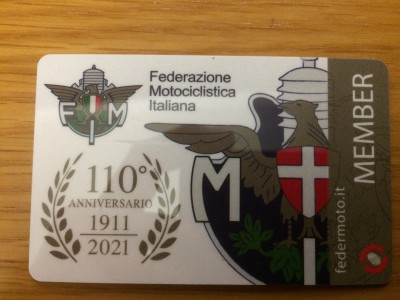 F M
I
Federazione
Motociclistica
Italiana
110°
ANNIVERSARIO
1911
2021
M
MEMBER
federmoto.it